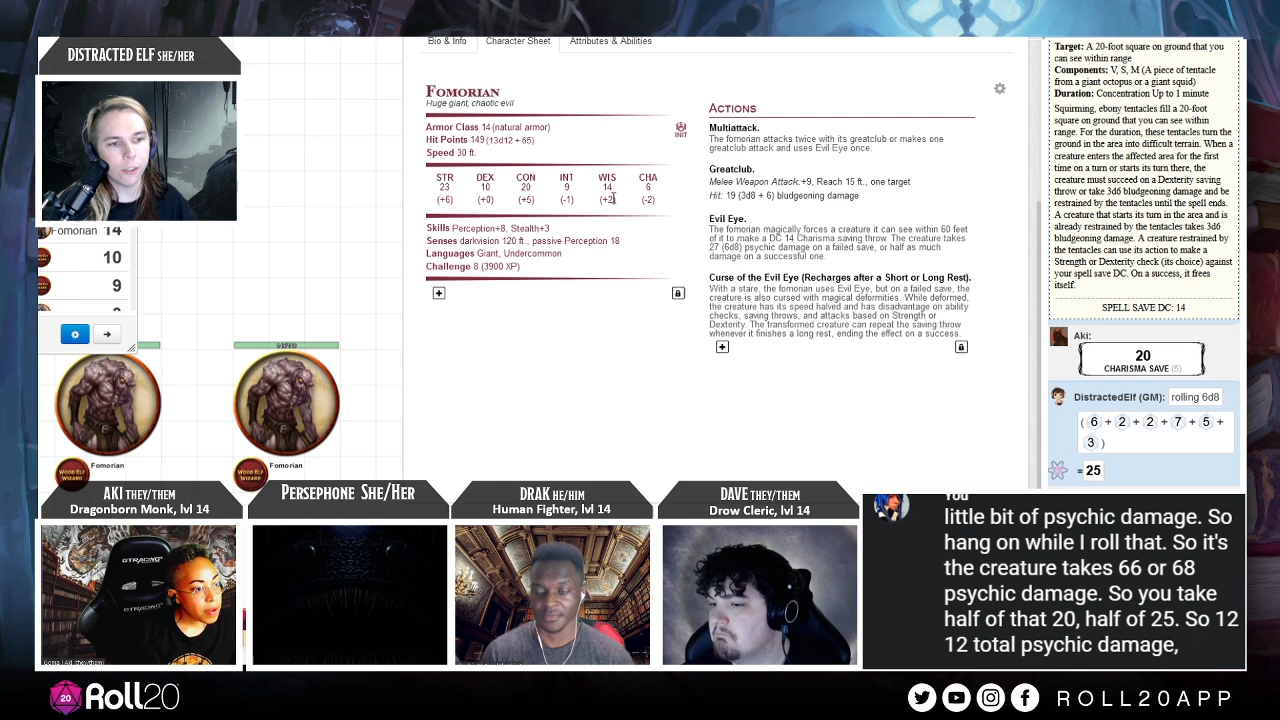 DISTRACTED ELF SHE/HER
Fomorian 14
10
9
Fomorian
Fomorian
WOOD ELF
WIZARD
WOOD ELF
WIZARD
Bio & Info
Character Sheet
Attributes & Abilities
FOMORIAN
Huge giant, chaotic evil
Armor Class 14 (natural armor)
Hit Points 149 (13d12 + 65)
Speed 30 ft.
INIT
STR DEX CON INT WIS CHA
23 10 20 9 14 6
(+6) (+0) (+5) (-1) (+2) (-2)
Skills Perception+8, Stealth+3
Senses darkvision 120 ft., passive Perception 18
Languages Giant, Undercommon
Challenge 8 (3900 XP)
ACTIONS
Multiattack.
The fomorian attacks twice with its greatclub or makes one
greatclub attack and uses Evil Eye once.
Greatclub.
Melee Weapon Attack:+9, Reach 15 ft., one target
Hit: 19 (3d8 + 6) bludgeoning damage
Evil Eye.
The fomorian magically forces a creature it can see within 60 feet
of it to make a DC 14 Charisma saving throw. The creature takes
27 (6d8) psychic damage on a failed save, or half as much
damage on a successful one.
Curse of the Evil Eye (Recharges after a Short or Long Rest).
With a stare, the fomorian uses Evil Eye, but on a failed save, the
creature is also cursed with magical deformities. While deformed,
the creature has its speed halved and has disadvantage on ability
checks, saving throws, and attacks based on Strength or
Dexterity. The transformed creature can repeat the saving throw
whenever it finishes a long rest, ending the effect on a success.
Target: A 20-foot square on ground that you
can see within range
Components: V, S, M (A piece of tentacle
from a giant octopus or a giant squid)
Duration: Concentration Up to 1 minute
Squirming, ebony tentacles fill a 20-foot
square on ground that you can see within
range. For the duration, these tentacles turn the
ground in the area into difficult terrain. When a
creature enters the affected area for the first
time on a turn or starts its turn there, the
creature must succeed on a Dexterity saving
throw or take 3d6 bludgeoning damage and be
restrained by the tentacles until the spell ends.
A creature that starts its turn in the area and is
already restrained by the tentacles takes 3d6
bludgeoning damage. A creature restrained by
the tentacles can use its action to make a
Strength or Dexterity check (its choice) against
your spell save DC. On a success, it frees
itself.
SPELL SAVE DC: 14
Aki:
20
CHARISMA SAVE (5)
DistractedElf (GM): rolling 6d8
( 6 + 2 + 2 + 7 + 5 +
3 )
= 25
AKI THEY/THEM
Dragonborn Monk, lvl 14
PERSEPHONE SHE/HER
DRAK HE/HIM
Human Fighter, lvl 14
DAVE THEY/THEM
Drow Cleric, lvl 14
GTRACING
GTRACING
You
little bit of psychic damage. So
hang on while I roll that. So it's
the creature takes 66 or 68
psychic damage. So you take
half of that 20, half of 25. So 12
12 total psychic damage,
20 Roll20
ROLL20APP